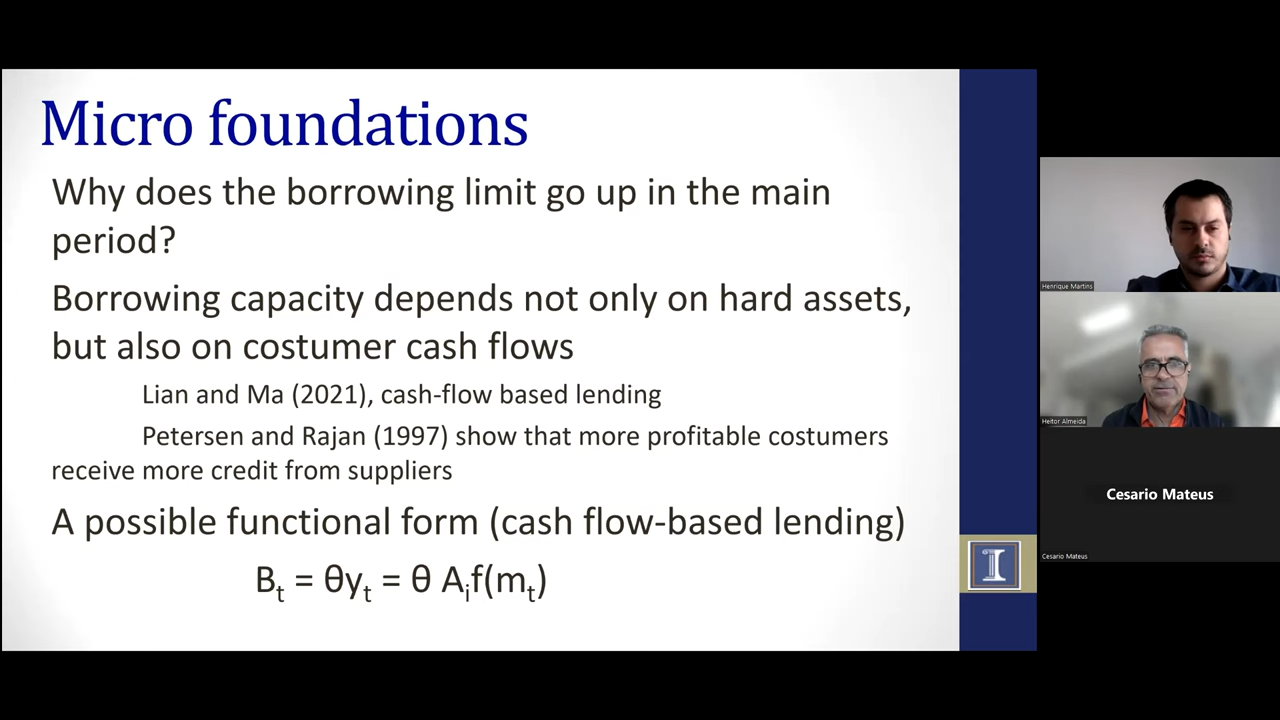 Micro foundations
Why does the borrowing limit go up in the main
period?
Borrowing capacity depends not only on hard assets,
but also on costumer cash flows
Lian and Ma (2021), cash-flow based lending
Petersen and Rajan (1997) show that more profitable costumers
receive more credit from suppliers
A possible functional form (cash flow-based lending)
Bₜ = θyₜ = θ Aᵢf(mₜ)
I
Henrique Martins
Heitor Almeida
Cesario Mateus
Cesario Mateus